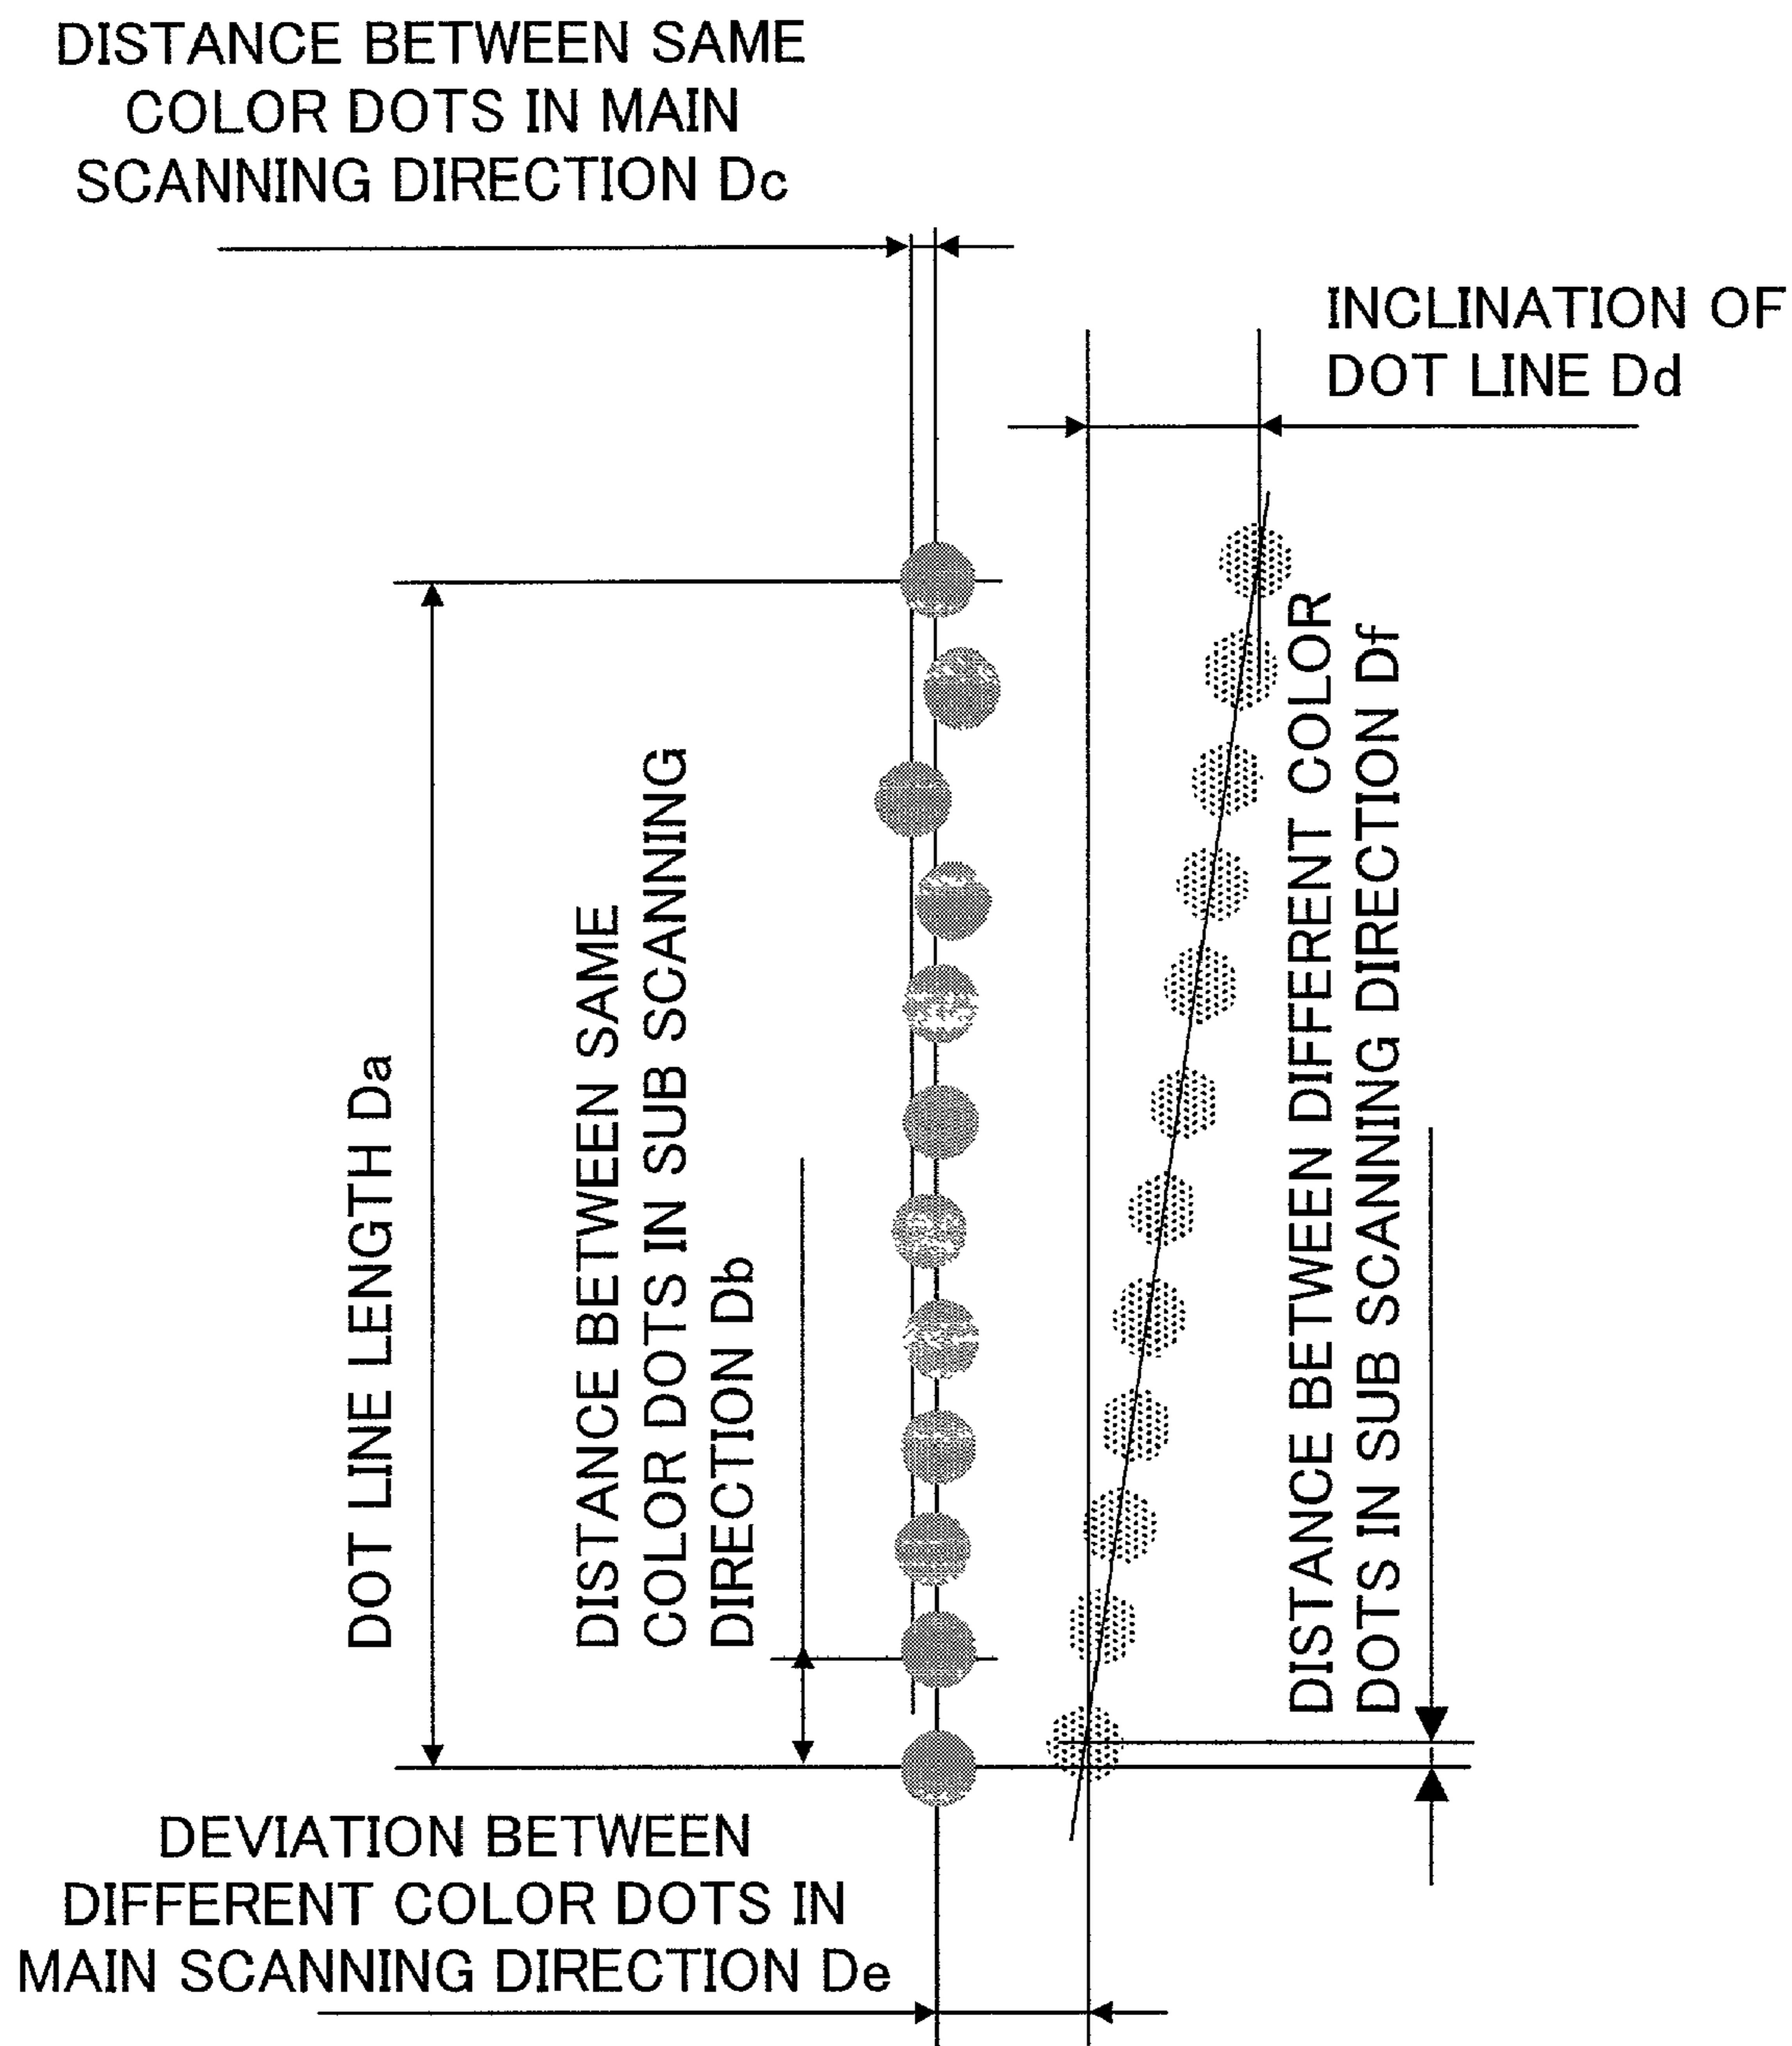 DISTANCE BETWEEN SAME
COLOR DOTS IN MAIN
SCANNING DIRECTION Dc
INCLINATION OF
DOT LINE Dd
DOT LINE LENGTH Da
DISTANCE BETWEEN SAME
COLOR DOTS IN SUB SCANNING
DIRECTION Db
DISTANCE BETWEEN DIFFERENT COLOR
DOTS IN SUB SCANNING DIRECTION Df
DEVIATION BETWEEN
DIFFERENT COLOR DOTS IN
MAIN SCANNING DIRECTION De